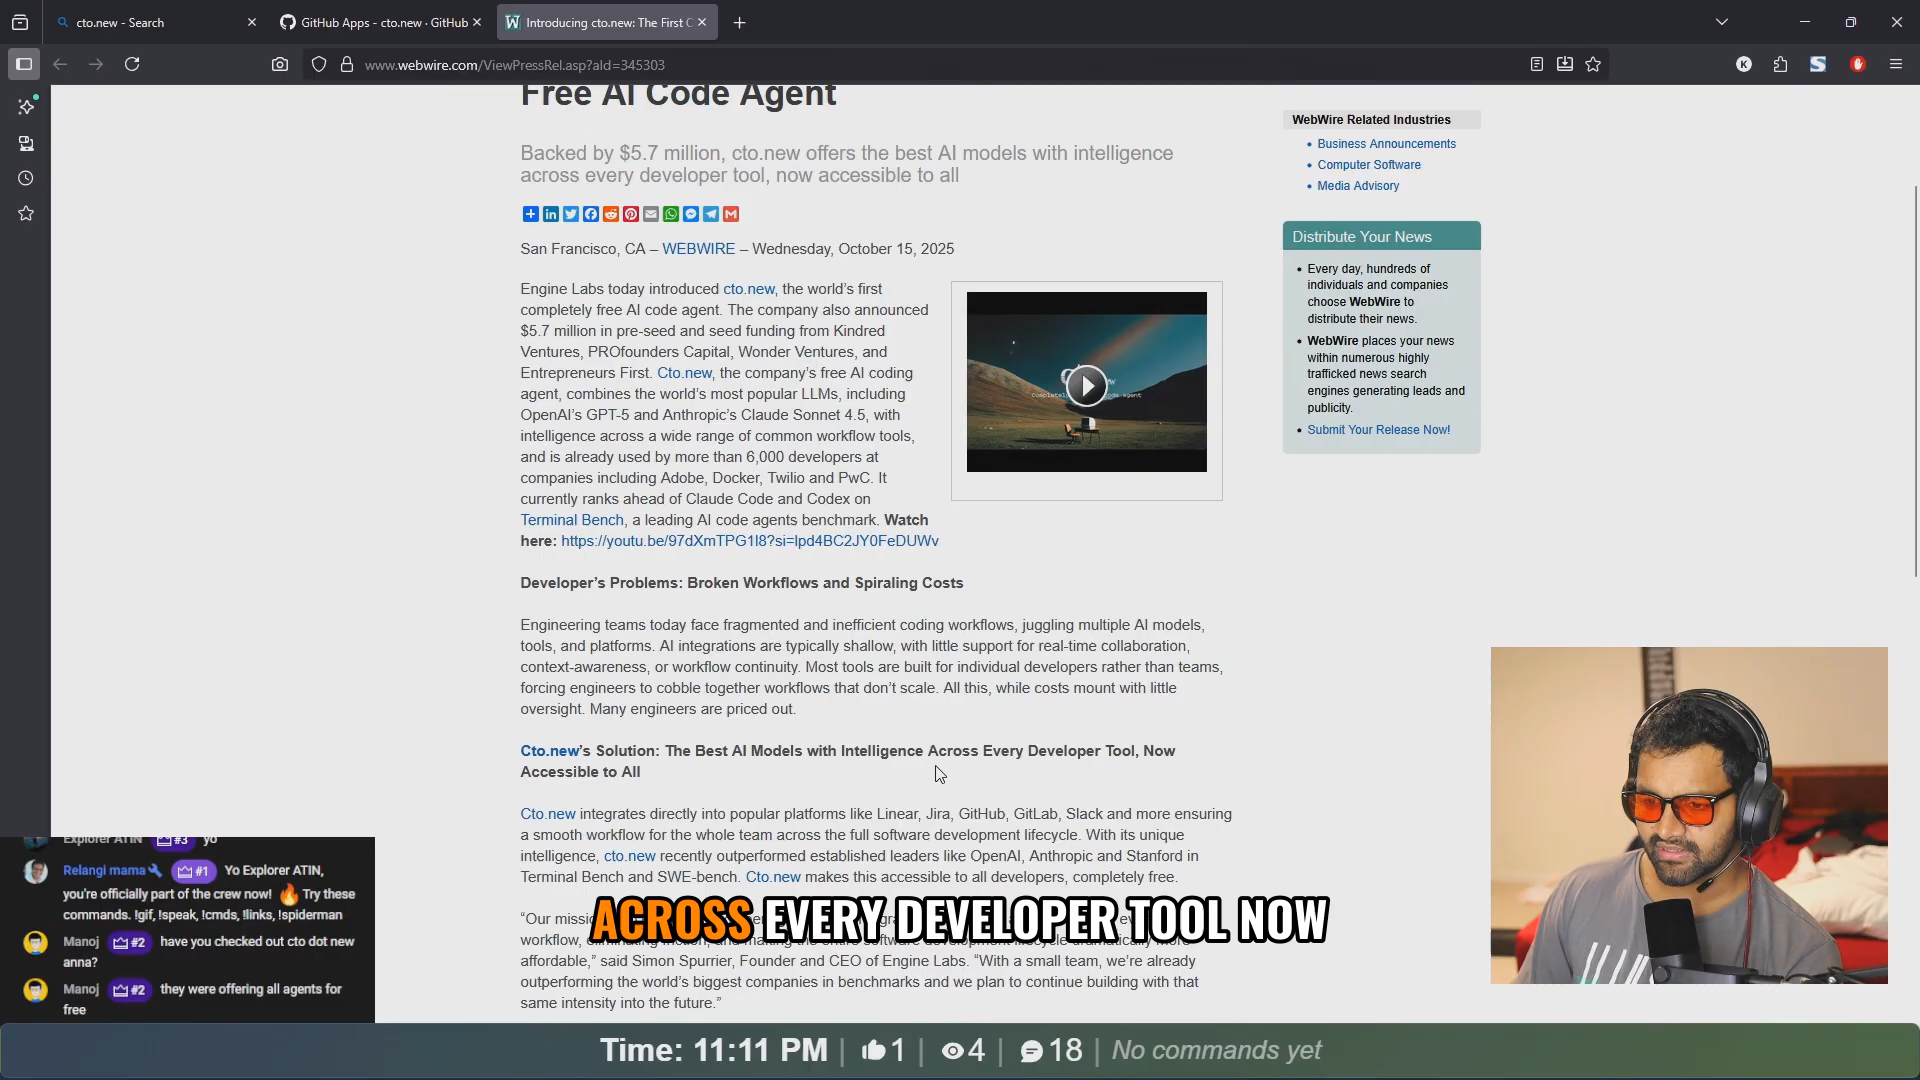 cto.new - Search
GitHub Apps - cto.new · GitHub
Introducing cto.new: The First C
www.webwire.com/ViewPressRel.asp?aId=345303
Free AI Code Agent
Backed by $5.7 million, cto.new offers the best AI models with intelligence
across every developer tool, now accessible to all
San Francisco, CA – WEBWIRE – Wednesday, October 15, 2025
Engine Labs today introduced cto.new, the world's first
completely free AI code agent. The company also announced
$5.7 million in pre-seed and seed funding from Kindred
Ventures, PROfounders Capital, Wonder Ventures, and
Entrepreneurs First. Cto.new, the company's free AI coding
agent, combines the world's most popular LLMs, including
OpenAI's GPT-5 and Anthropic's Claude Sonnet 4.5, with
intelligence across a wide range of common workflow tools,
and is already used by more than 6,000 developers at
companies including Adobe, Docker, Twilio and PwC. It
currently ranks ahead of Claude Code and Codex on
Terminal Bench, a leading AI code agents benchmark. Watch
here: https://youtu.be/97dXmTPG1I8?si=lpd4BC2JY0FeDUWv
Developer's Problems: Broken Workflows and Spiraling Costs
Engineering teams today face fragmented and inefficient coding workflows, juggling multiple AI models,
tools, and platforms. AI integrations are typically shallow, with little support for real-time collaboration,
context-awareness, or workflow continuity. Most tools are built for individual developers rather than teams,
forcing engineers to cobble together workflows that don't scale. All this, while costs mount with little
oversight. Many engineers are priced out.
Cto.new's Solution: The Best AI Models with Intelligence Across Every Developer Tool, Now
Accessible to All
Cto.new integrates directly into popular platforms like Linear, Jira, GitHub, GitLab, Slack and more ensuring
a smooth workflow for the whole team across the full software development lifecycle. With its unique
intelligence, cto.new recently outperformed established leaders like OpenAI, Anthropic and Stanford in
Terminal Bench and SWE-bench. Cto.new makes this accessible to all developers, completely free.
"Our
workflow,
affordable," said Simon Spurrier, Founder and CEO of Engine Labs. "With a small team, we're already
outperforming the world's biggest companies in benchmarks and we plan to continue building with that
same intensity into the future."
WebWire Related Industries
Business Announcements
Computer Software
Media Advisory
Distribute Your News
Every day, hundreds of
individuals and companies
choose WebWire to
distribute their news.
WebWire places your news
within numerous highly
trafficked news search
engines generating leads and
publicity.
Submit Your Release Now!
ACROSS EVERY DEVELOPER TOOL NOW
Explorer ATIN #3 yo
Relangi mama #1 Yo Explorer ATIN,
you're officially part of the crew now! 🔥 Try these
commands. !gif, !speak, !cmds, !links, !spiderman
Manoj #2 have you checked out cto dot new
anna?
Manoj #2 they were offering all agents for
free
Time: 11:11 PM | 1 | 4 | 18 | No commands yet